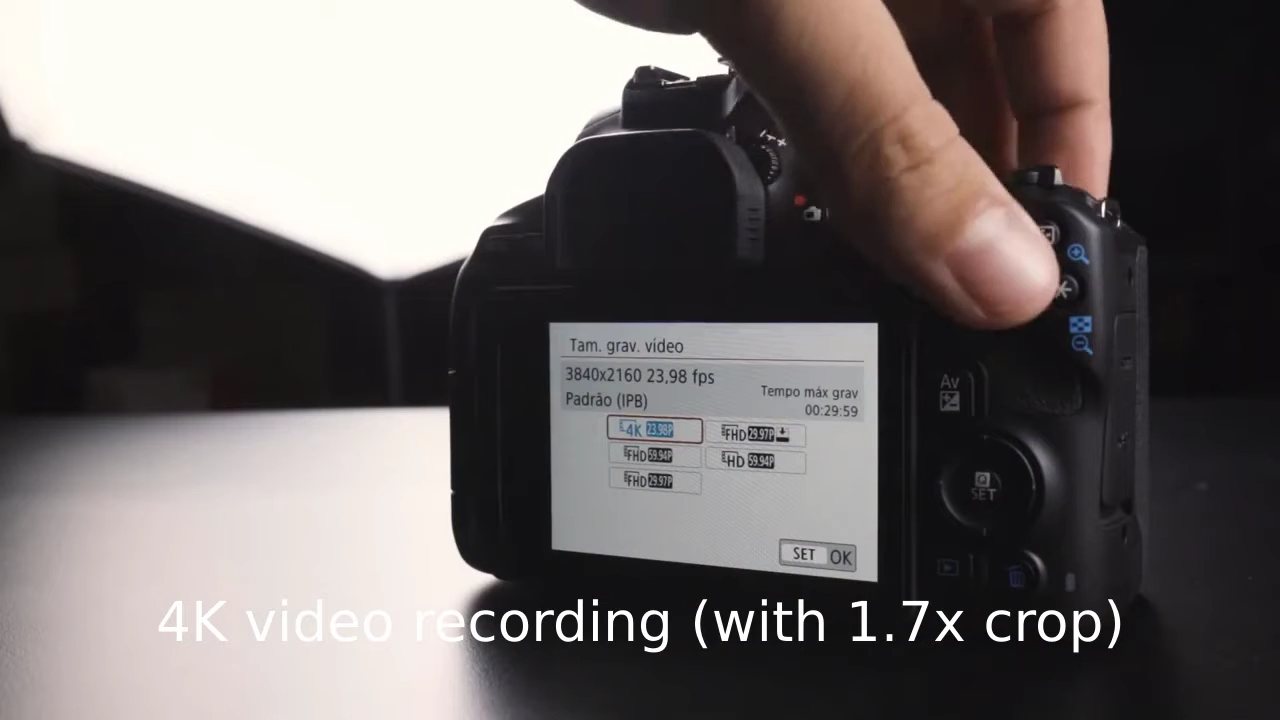 Tam. grav. vídeo
3840x2160 23,98 fps
Tempo máx grav
Padrão (IPB)
00:29:59
4K 23.98P
FHD 29.97P
FHD 59.94P
HD 59.94P
FHD 29.97P
SET OK
Av
SET
4K video recording (with 1.7x crop)